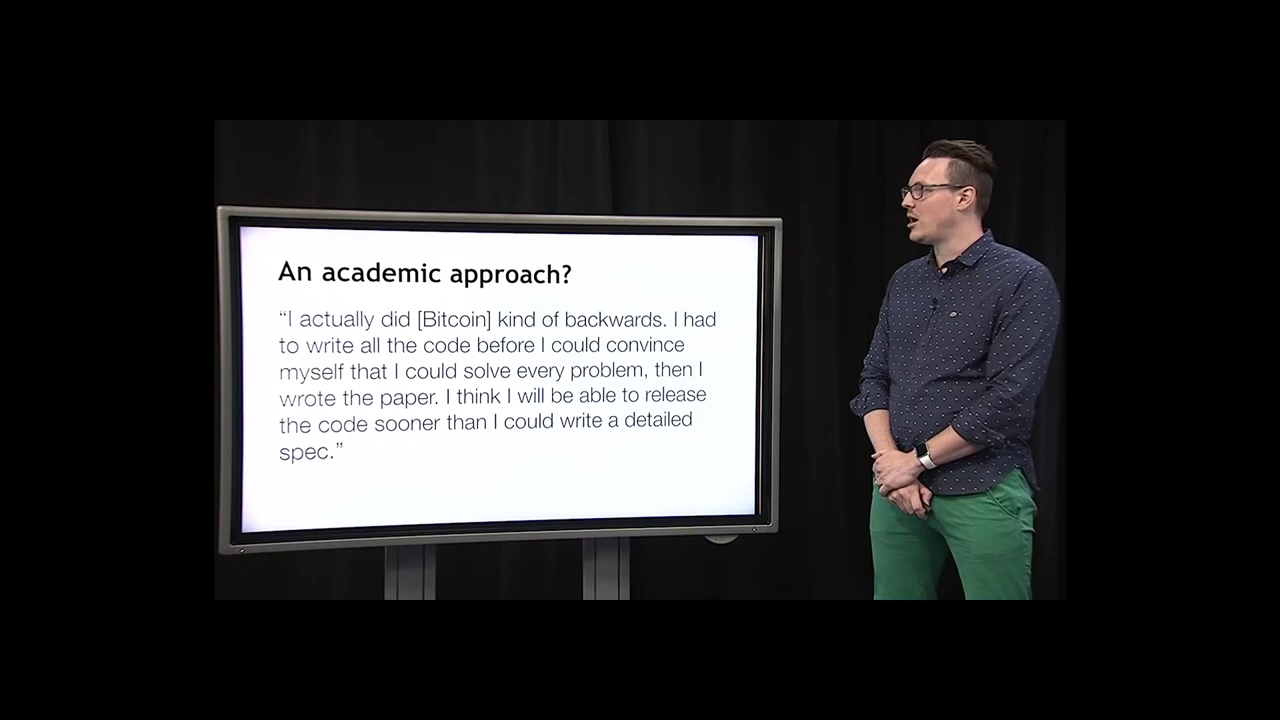 An academic approach?
“I actually did [Bitcoin] kind of backwards. I had
to write all the code before I could convince
myself that I could solve every problem, then I
wrote the paper. I think I will be able to release
the code sooner than I could write a detailed
spec.”